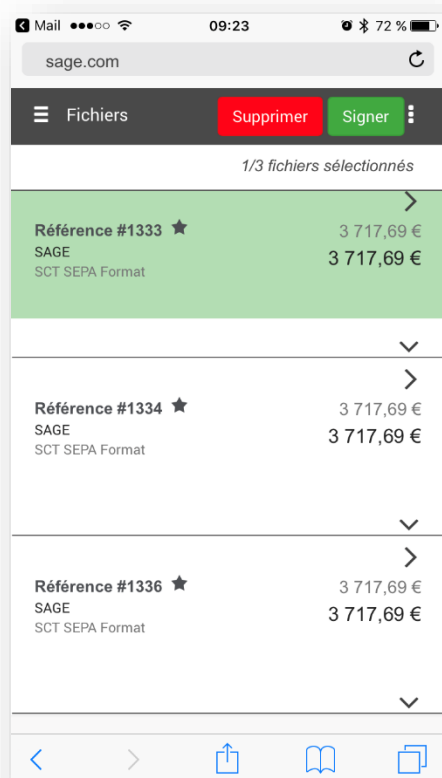 Mail 09:23 72 %
sage.com
Fichiers Supprimer Signer
1/3 fichiers sélectionnés
Référence #1333 3 717,69 €
SAGE 3 717,69 €
SCT SEPA Format
Référence #1334 3 717,69 €
SAGE 3 717,69 €
SCT SEPA Format
Référence #1336 3 717,69 €
SAGE 3 717,69 €
SCT SEPA Format